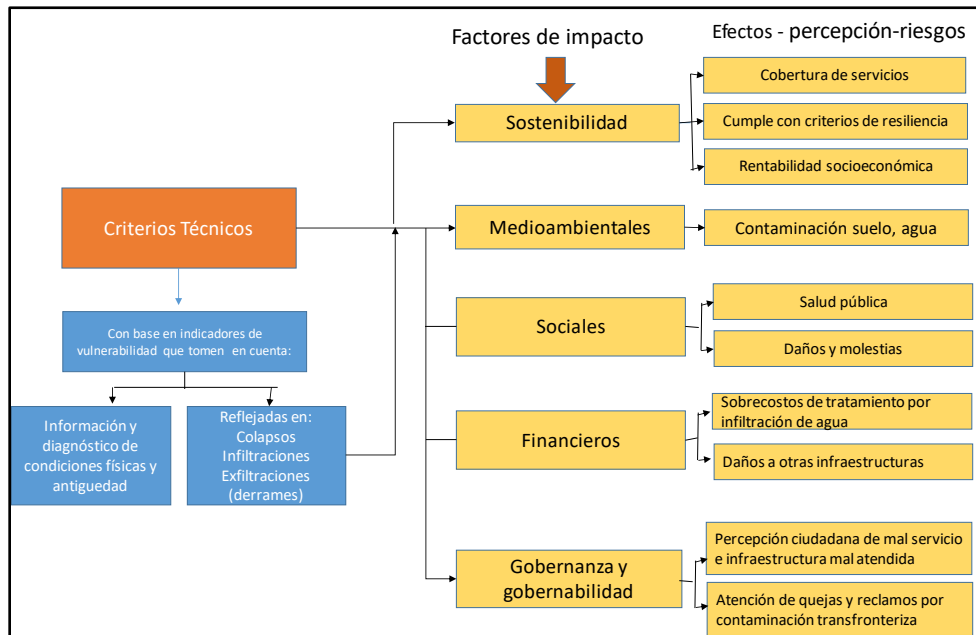 Factores de impacto
Efectos - percepción-riesgos
Cobertura de servicios
Sostenibilidad
Cumple con criterios de resiliencia
Rentabilidad socioeconómica
Criterios Técnicos
Medioambientales
Contaminación suelo, agua
Con base en indicadores de
vulnerabilidad que tomen en cuenta:
Sociales
Salud pública
Daños y molestias
Información y
diagnóstico de
condiciones físicas y
antiguedad
Reflejadas en:
Colapsos
Infiltraciones
Exfiltraciones
(derrames)
Financieros
Sobrecostos de tratamiento por
infiltración de agua
Daños a otras infraestructuras
Gobernanza y
gobernabilidad
Percepción ciudadana de mal servicio
e infraestructura mal atendida
Atención de quejas y reclamos por
contaminación transfronteriza